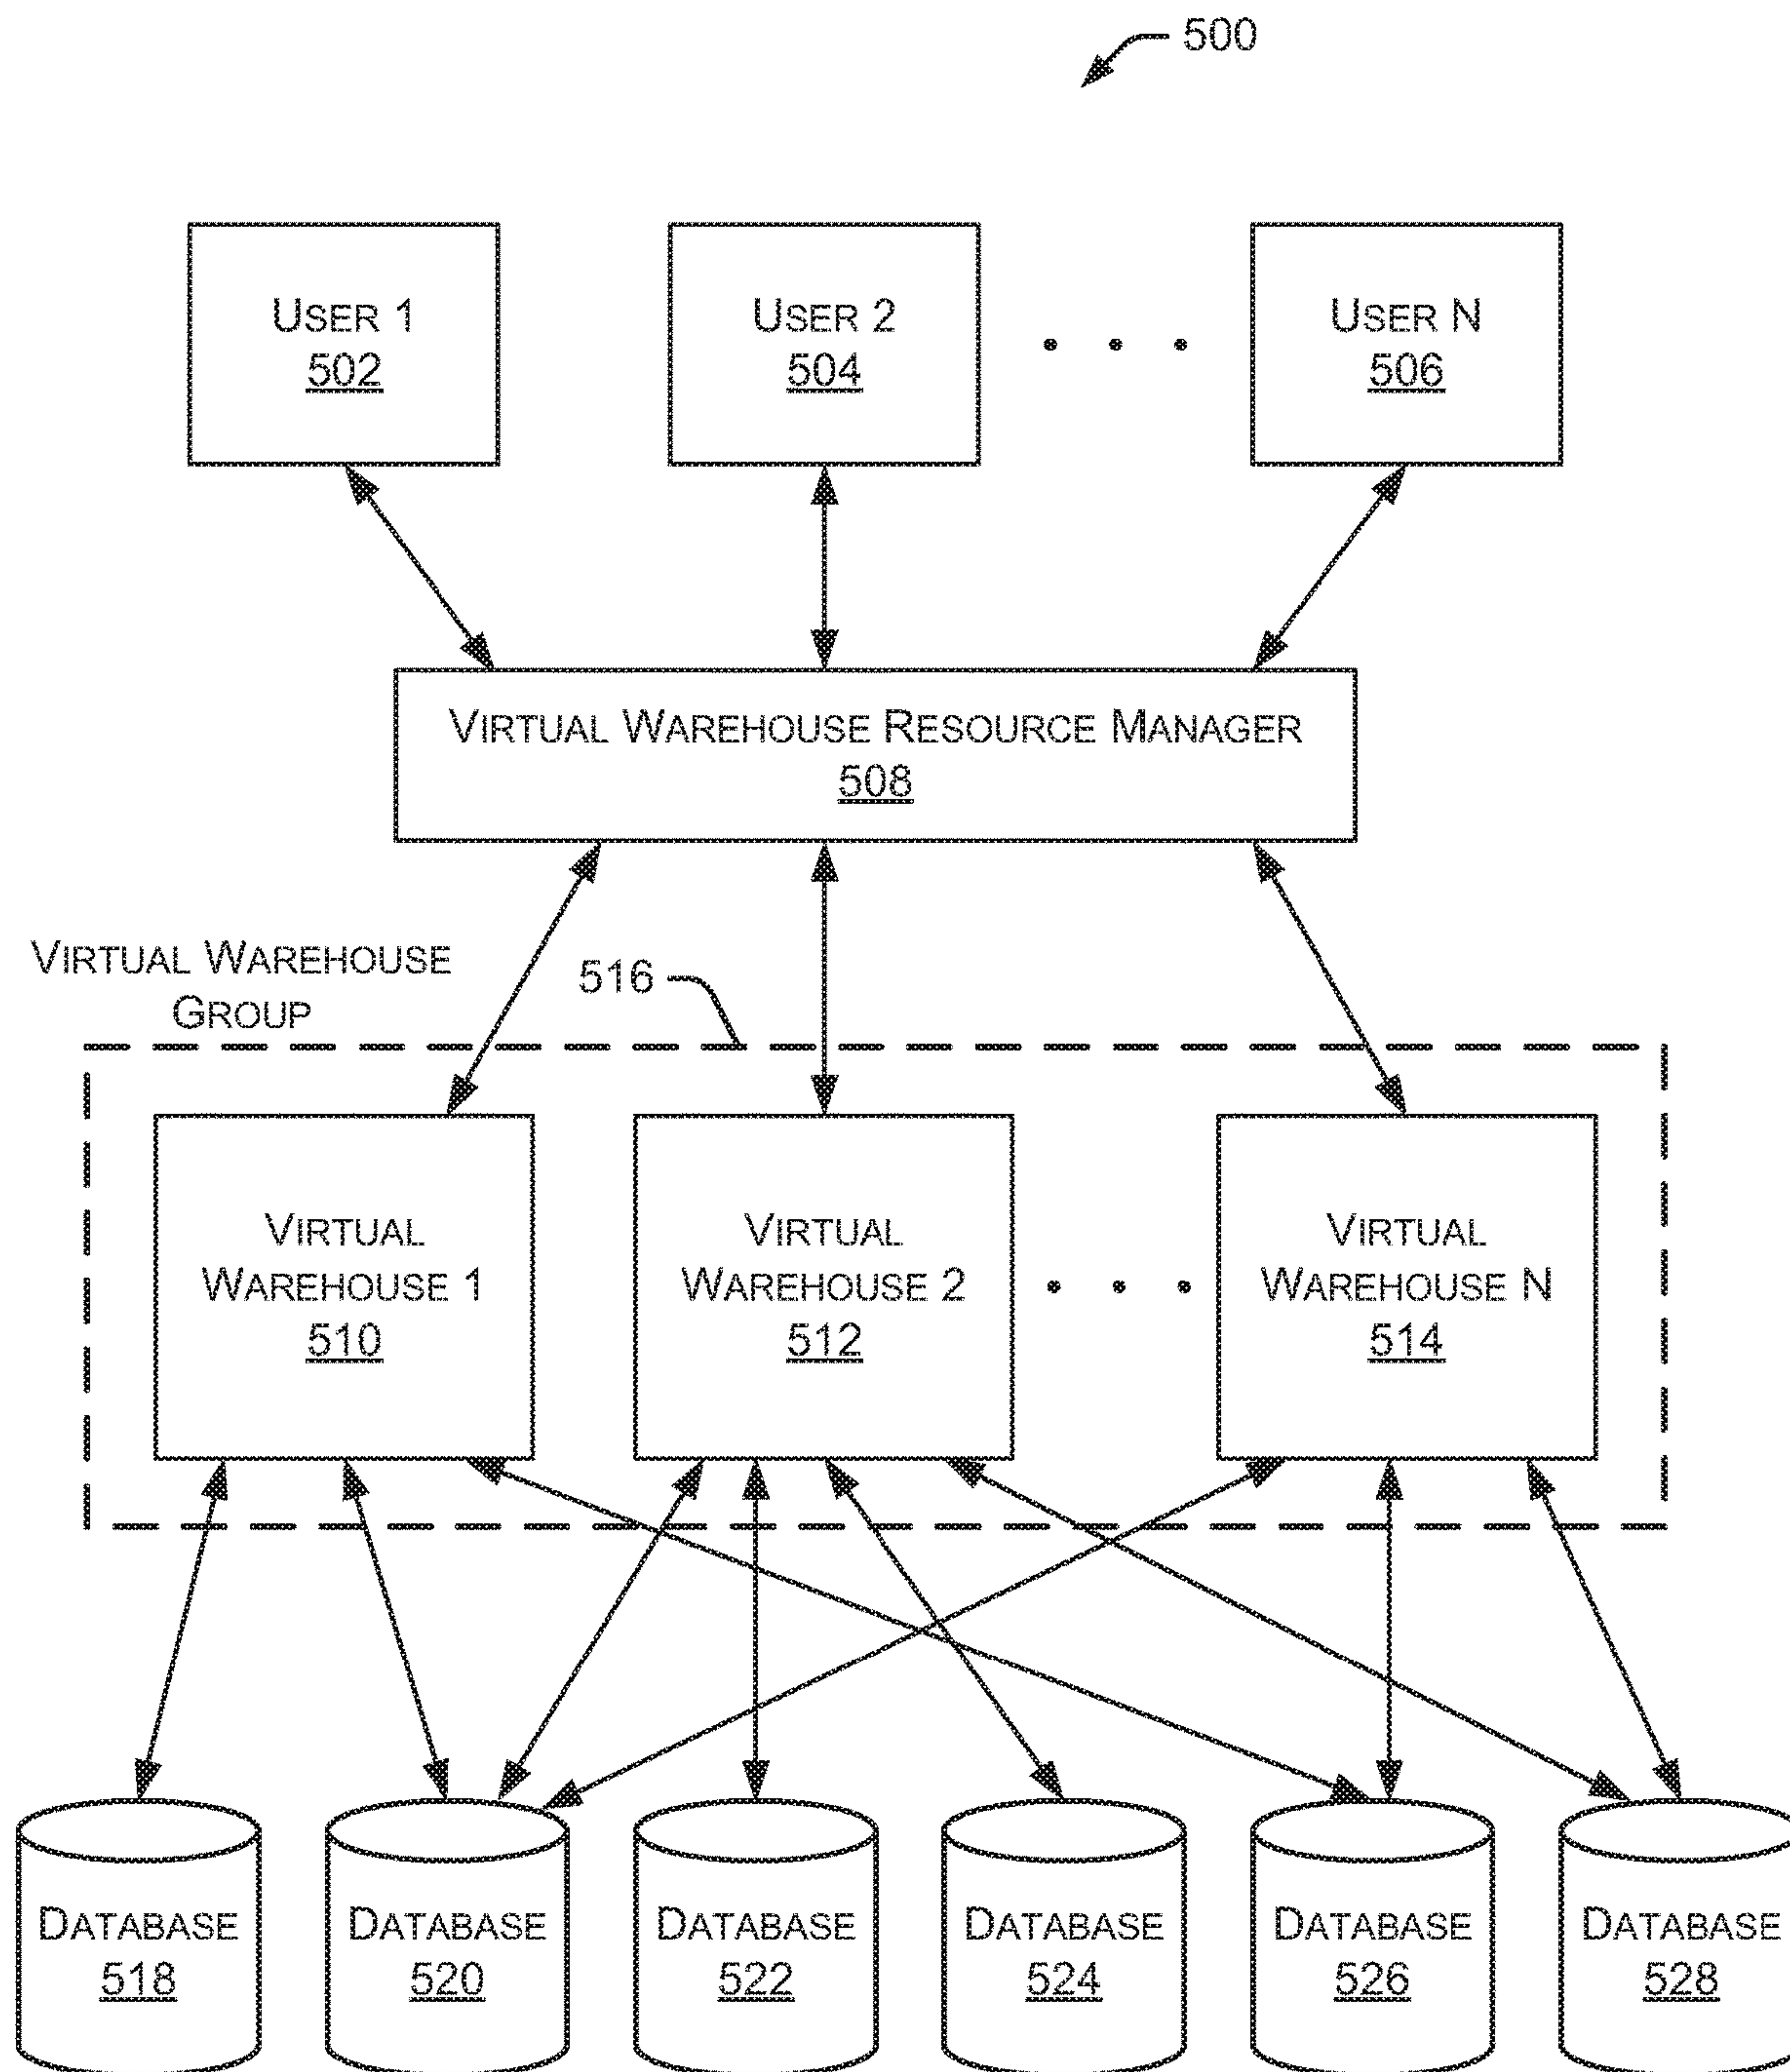 500
USER 1
502
USER 2
504
USER N
506
VIRTUAL WAREHOUSE RESOURCE MANAGER
508
VIRTUAL WAREHOUSE
GROUP
516
VIRTUAL
WAREHOUSE 1
510
VIRTUAL
WAREHOUSE 2
512
VIRTUAL
WAREHOUSE N
514
DATABASE
518
DATABASE
520
DATABASE
522
DATABASE
524
DATABASE
526
DATABASE
528